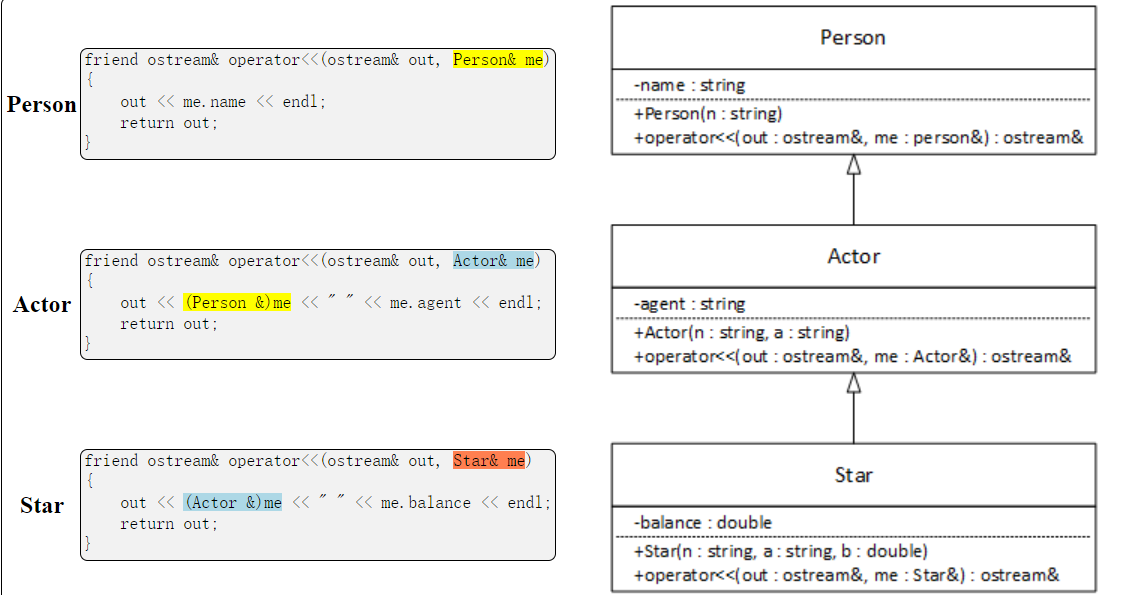 Person
friend ostream& operator<<(ostream& out, Person& me)
{
    out << me.name << endl;
    return out;
}
Actor
friend ostream& operator<<(ostream& out, Actor& me)
{
    out << (Person &)me << " " << me.agent << endl;
    return out;
}
Star
friend ostream& operator<<(ostream& out, Star& me)
{
    out << (Actor &)me << " " << me.balance << endl;
    return out;
}
Person
-name : string
+Person(n : string)
+operator<<(out : ostream&, me : person&) : ostream&
Actor
-agent : string
+Actor(n : string, a : string)
+operator<<(out : ostream&, me : Actor&) : ostream&
Star
-balance : double
+Star(n : string, a : string, b : double)
+operator<<(out : ostream&, me : Star&) : ostream&